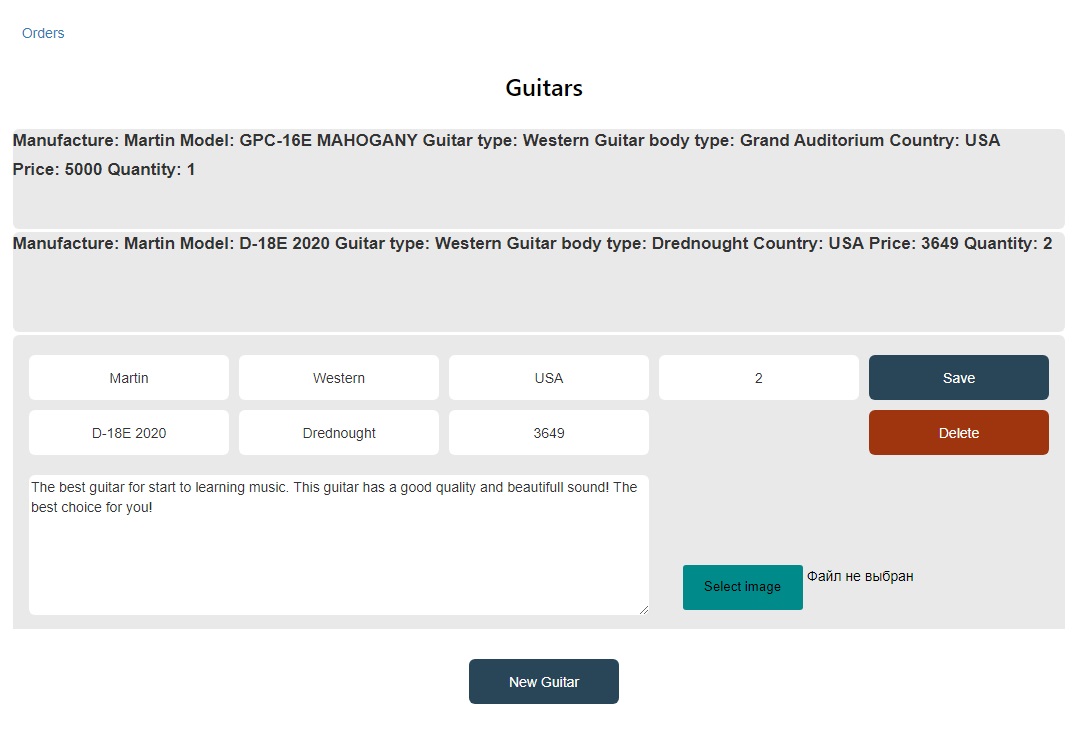 Orders
Guitars
Manufacture: Martin Model: GPC-16E MAHOGANY Guitar type: Western Guitar body type: Grand Auditorium Country: USA
Price: 5000 Quantity: 1
Manufacture: Martin Model: D-18E 2020 Guitar type: Western Guitar body type: Drednought Country: USA Price: 3649 Quantity: 2
Martin Western USA 2 Save
D-18E 2020 Drednought 3649 Delete
The best guitar for start to learning music. This guitar has a good quality and beautifull sound! The
best choice for you!
Select image Файл не выбран
New Guitar